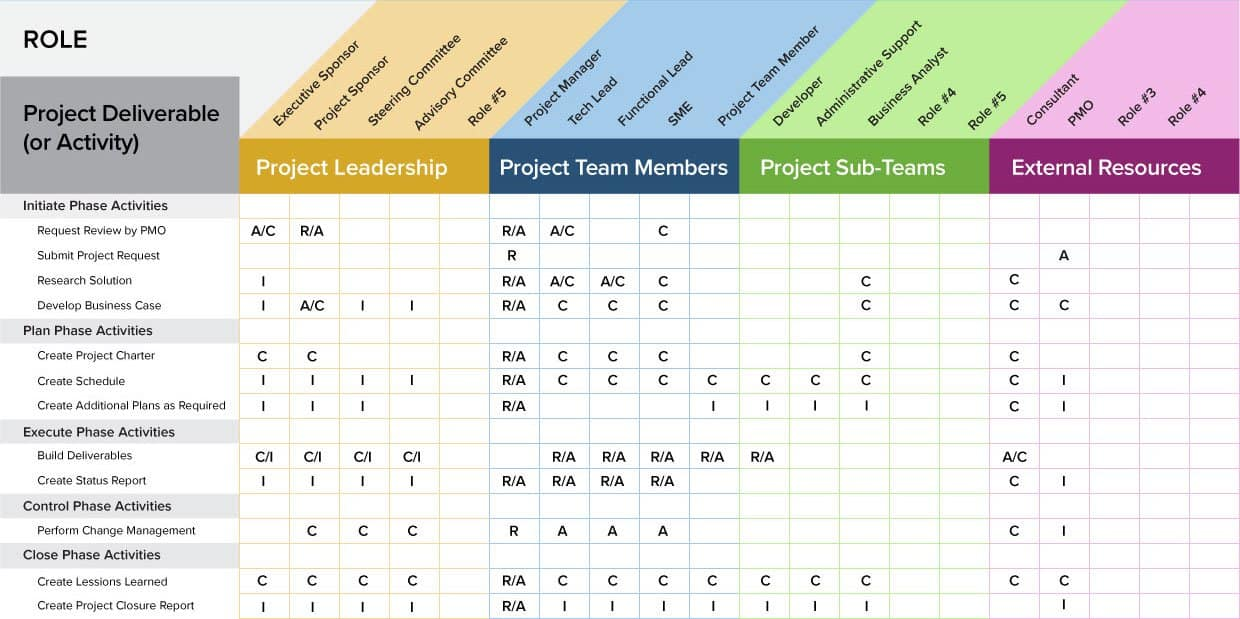 ROLE
Executive Sponsor
Project Sponsor
Steering Committee
Advisory Committee
Role #5
Project Manager
Tech Lead
Functional Lead
SME
Project Team Member
Developer
Administrative Support
Business Analyst
Role #4
Role #5
Consultant
PMO
Role #3
Role #4
Project Deliverable
(or Activity)
Project Leadership Project Team Members Project Sub-Teams External Resources
Initiate Phase Activities
Request Review by PMO A/C R/A R/A A/C C
Submit Project Request R A
Research Solution I R/A A/C A/C C C C
Develop Business Case I A/C I I R/A C C C C C C
Plan Phase Activities
Create Project Charter C C R/A C C C C C
Create Schedule I I I I R/A C C C C C C C C I
Create Additional Plans as Required I I I R/A I I I I C I
Execute Phase Activities
Build Deliverables C/I C/I C/I C/I R/A R/A R/A R/A R/A A/C
Create Status Report I I I I R/A R/A R/A R/A C I
Control Phase Activities
Perform Change Management C C C R A A A C I
Close Phase Activities
Create Lessions Learned C C C C R/A C C C C C C C C C
Create Project Closure Report I I I I R/A I I I I I I I I